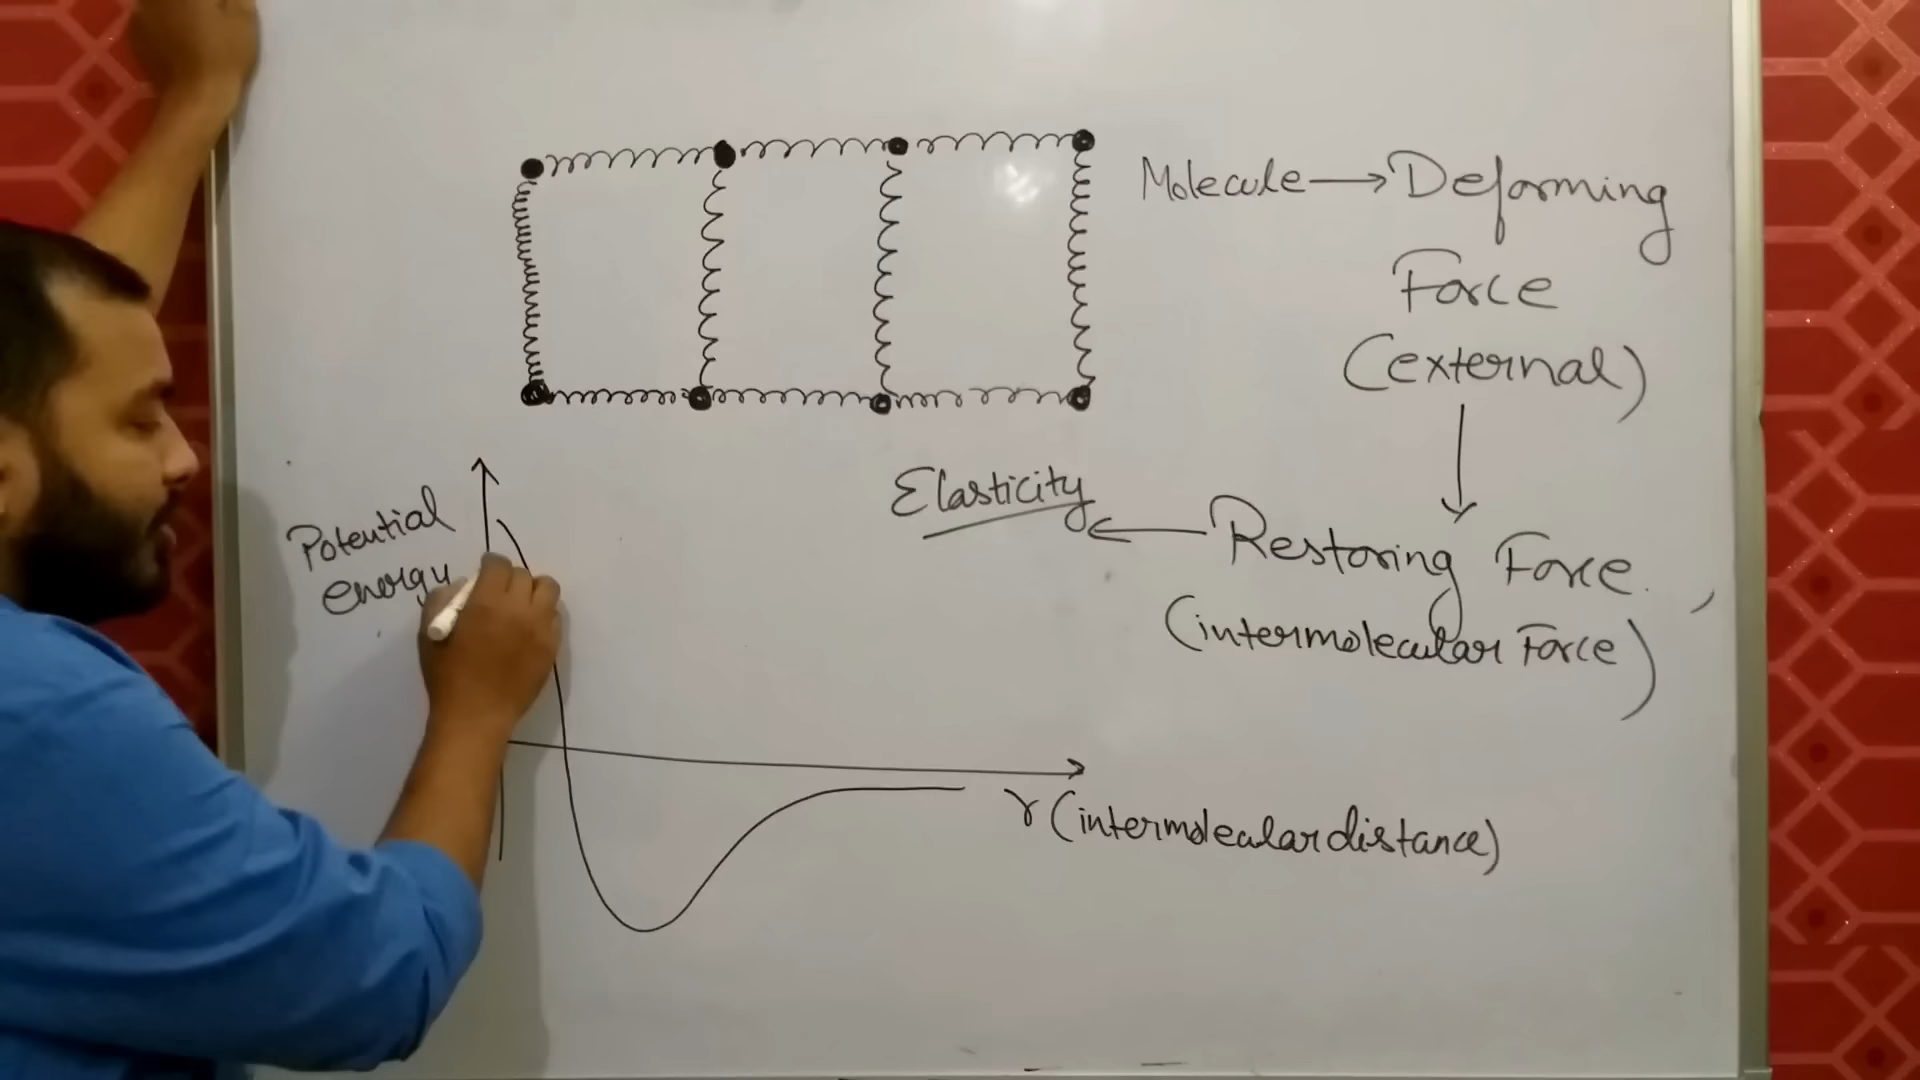 Molecule → Deforming
Force
(external)
Elasticity ← Restoring Force
(intermolecular Force)
Potential
energy
r (intermolecular distance)